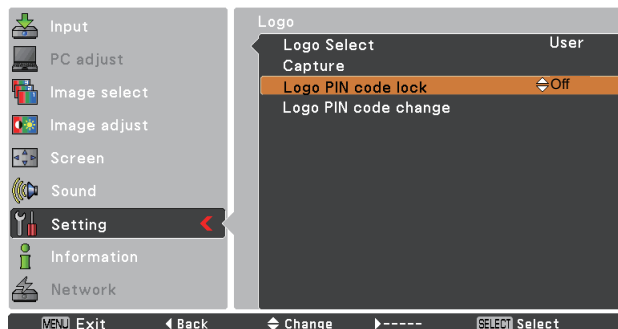 Input
PC adjust
Image select
Image adjust
Screen
Sound
Setting
Information
Network
Logo
Logo Select User
Capture
Logo PIN code lock Off
Logo PIN code change
MENU Exit Back Change ----- SELECT Select